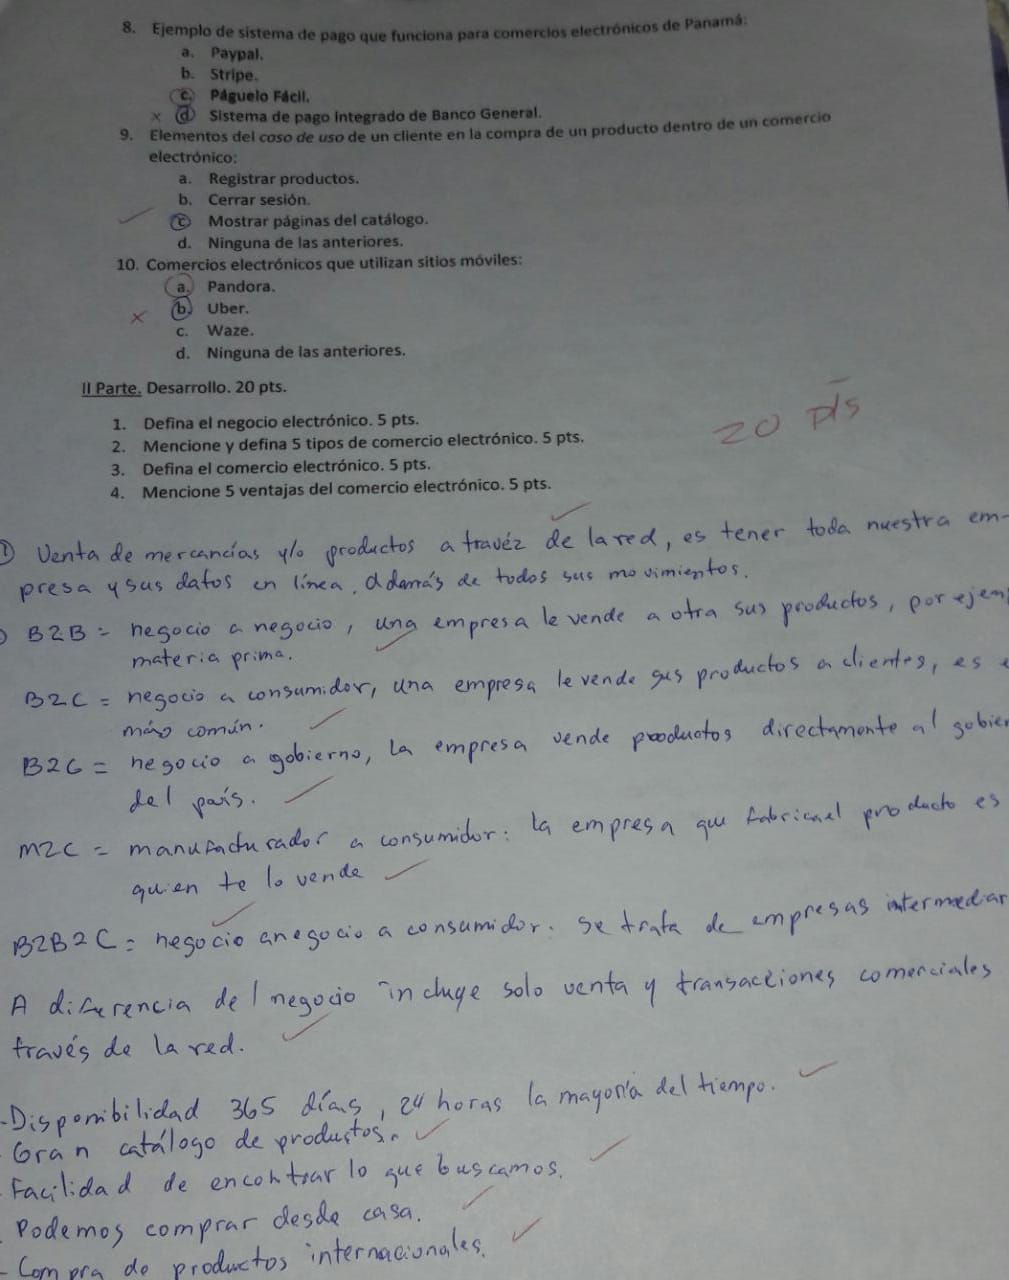 8. Ejemplo de sistema de pago que funciona para comercios electrónicos de Panamá:
a. Paypal.
b. Stripe.
c. Páguelo Fácil.
x d Sistema de pago integrado de Banco General.
9. Elementos del caso de uso de un cliente en la compra de un producto dentro de un comercio
electrónico:
a. Registrar productos.
b. Cerrar sesión.
c Mostrar páginas del catálogo.
d. Ninguna de las anteriores.
10. Comercios electrónicos que utilizan sitios móviles:
a. Pandora.
x b. Uber.
c. Waze.
d. Ninguna de las anteriores.
II Parte. Desarrollo. 20 pts.
1. Defina el negocio electrónico. 5 pts.
20 pts
2. Mencione y defina 5 tipos de comercio electrónico. 5 pts.
3. Defina el comercio electrónico. 5 pts.
4. Mencione 5 ventajas del comercio electrónico. 5 pts.
① Venta de mercancías y/o productos a travéz de la red, es tener toda nuestra em-
presa y sus datos en línea, además de todos sus movimientos.
B2B = negocio a negocio, una empresa le vende a otra sus productos, por ejem
materia prima.
B2C = negocio a consumidor, una empresa le vende sus productos a clientes, es e
más común.
B2G = negocio a gobierno, la empresa vende productos directamente al gobier
del país.
M2C = manufacturador a consumidor: la empresa que fabrica el producto es
quien te lo vende
B2B2C = negocio a negocio a consumidor. Se trata de empresas intermediar
A diferencia del negocio incluye solo venta y transacciones comerciales
través de la red.
-Disponibilidad 365 días, 24 horas la mayoría del tiempo.
- Gran catálogo de productos.
- Facilidad de encontrar lo que buscamos.
- Podemos comprar desde casa.
- Compra de productos internacionales.